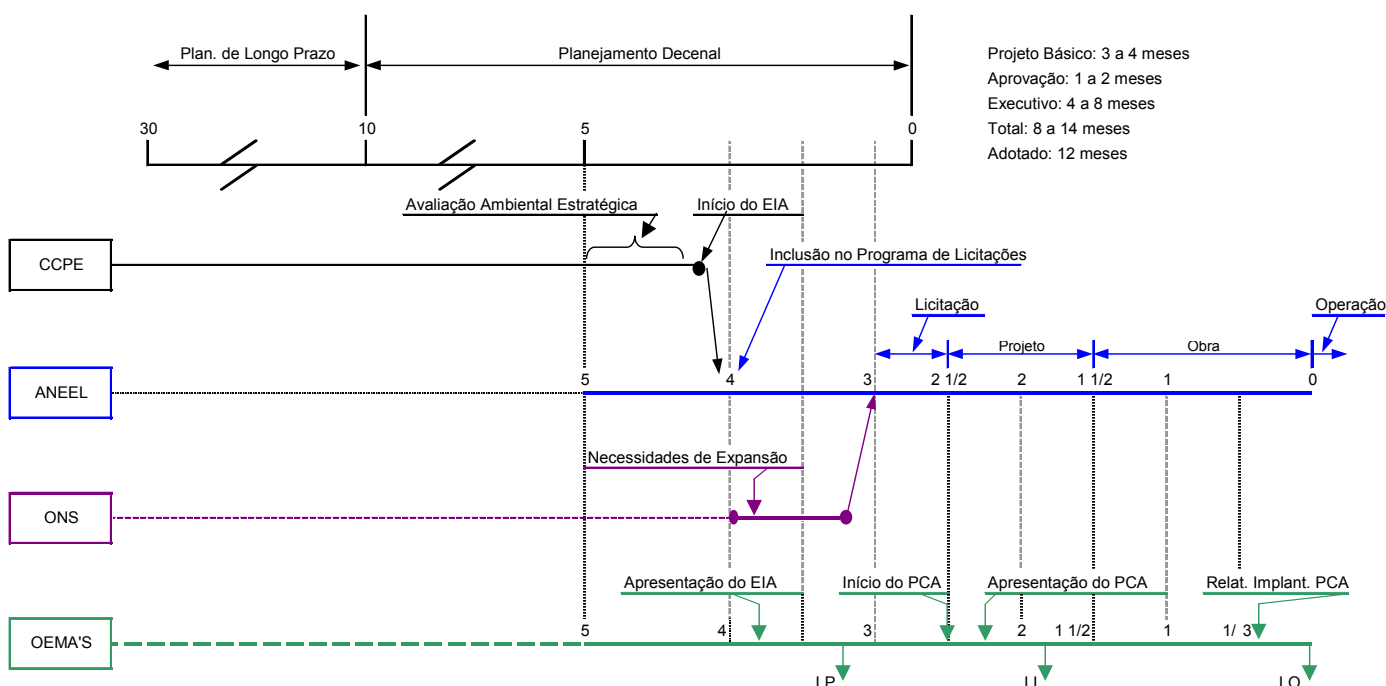 Plan. de Longo Prazo
Planejamento Decenal
Projeto Básico: 3 a 4 meses
Aprovação: 1 a 2 meses
Executivo: 4 a 8 meses
Total: 8 a 14 meses
Adotado: 12 meses
30 10 5 0
Avaliação Ambiental Estratégica
Início do EIA
CCPE
Inclusão no Programa de Licitações
Licitação
Operação
Projeto
Obra
5 4 3 2 1/2 2 1 1/2 1 0
ANEEL
Necessidades de Expansão
ONS
Apresentação do EIA
Início do PCA
Apresentação do PCA
Relat. Implant. PCA
5 4 3 2 1 1/2 1 1/ 3
OEMA'S
LP LI LO